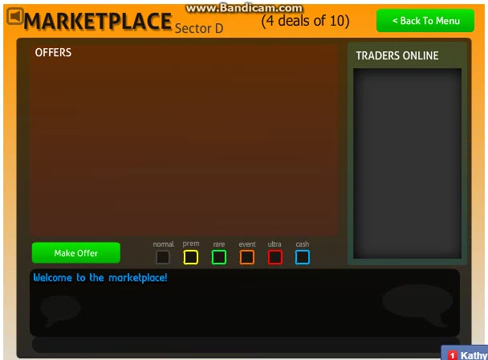 www.Bandicam.com
MARKETPLACE Sector D (4 deals of 10) < Back To Menu
OFFERS
TRADERS ONLINE
normal prem rare event ultra cash
Make Offer
Welcome to the marketplace!
1 Kathy